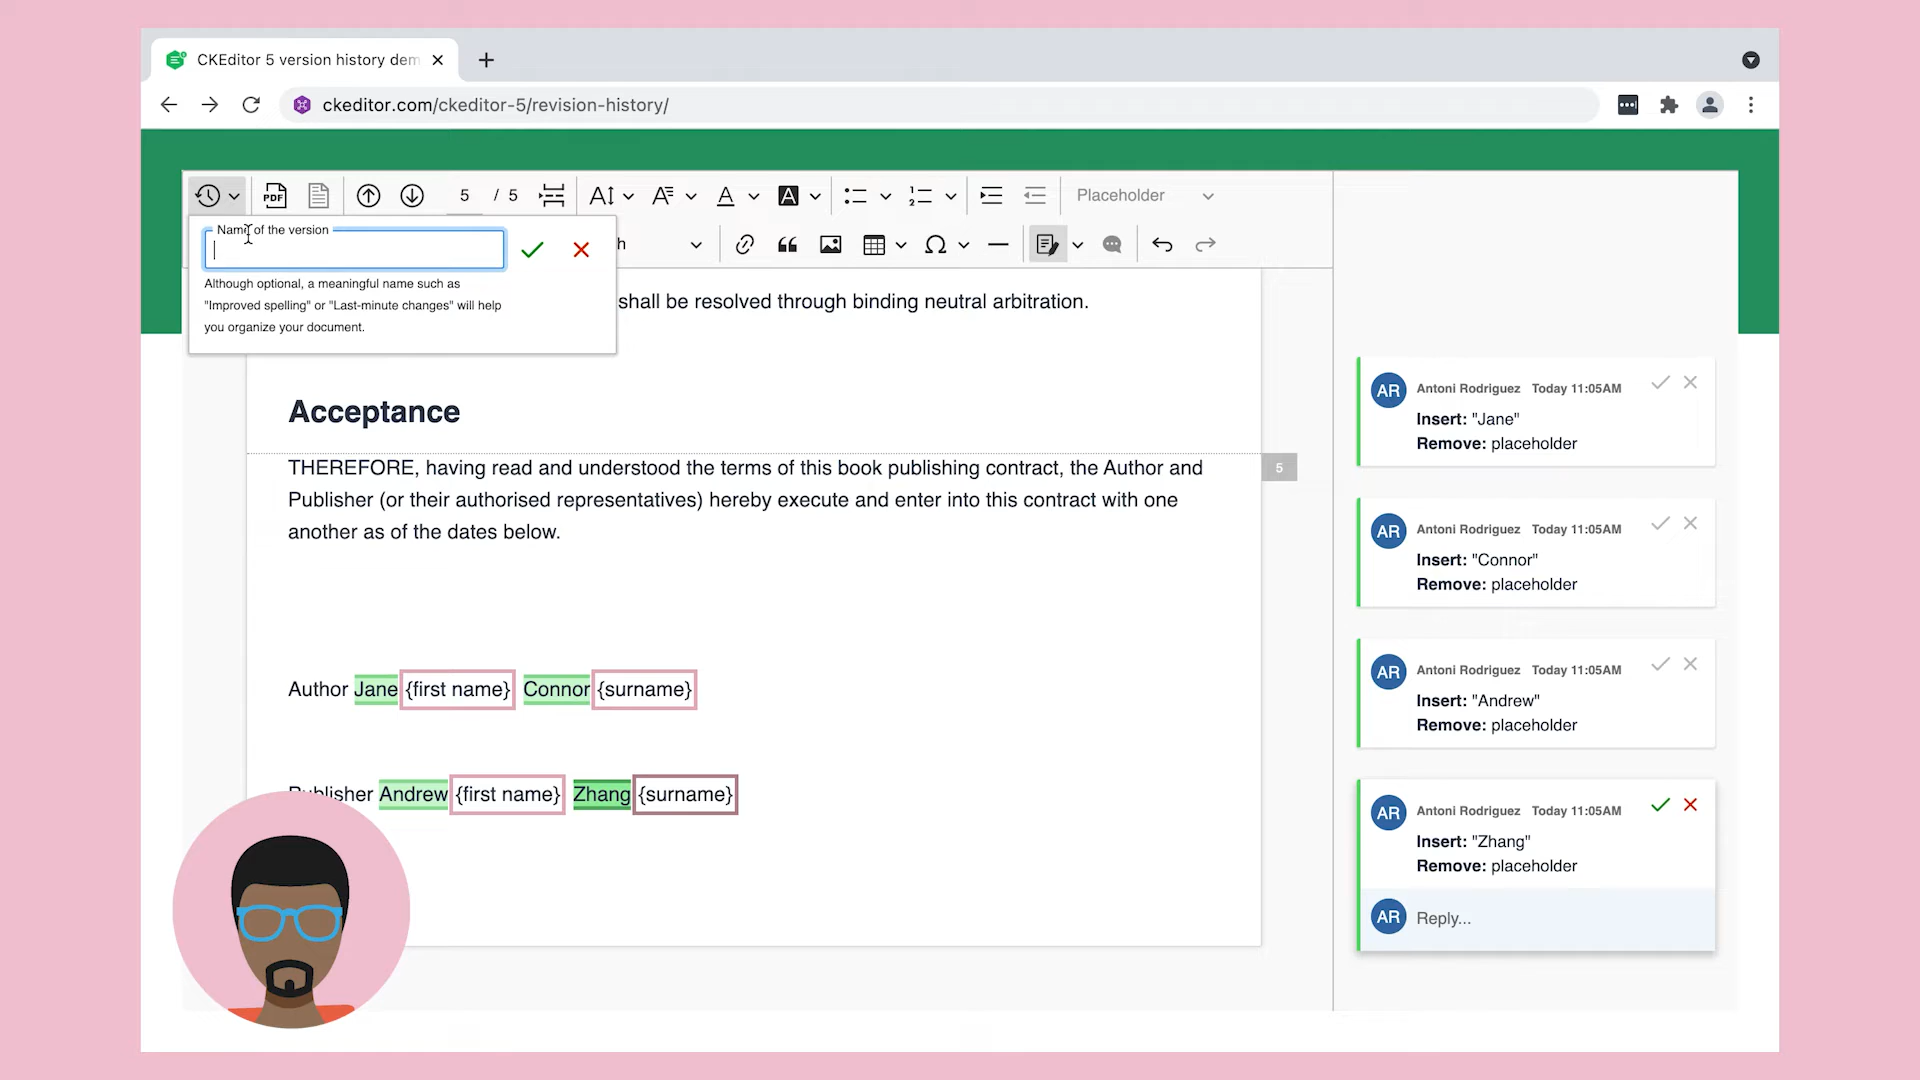 CKEditor 5 version history dem
ckeditor.com/ckeditor-5/revision-history/
PDF
5 / 5
Placeholder
Name of the version
h
Although optional, a meaningful name such as
"Improved spelling" or "Last-minute changes" will help
you organize your document.
shall be resolved through binding neutral arbitration.
Acceptance
THEREFORE, having read and understood the terms of this book publishing contract, the Author and
Publisher (or their authorised representatives) hereby execute and enter into this contract with one
another as of the dates below.
5
Author Jane {first name} Connor {surname}
Publisher Andrew {first name} Zhang {surname}
AR Antoni Rodriguez Today 11:05AM
Insert: "Jane"
Remove: placeholder
AR Antoni Rodriguez Today 11:05AM
Insert: "Connor"
Remove: placeholder
AR Antoni Rodriguez Today 11:05AM
Insert: "Andrew"
Remove: placeholder
AR Antoni Rodriguez Today 11:05AM
Insert: "Zhang"
Remove: placeholder
AR Reply...